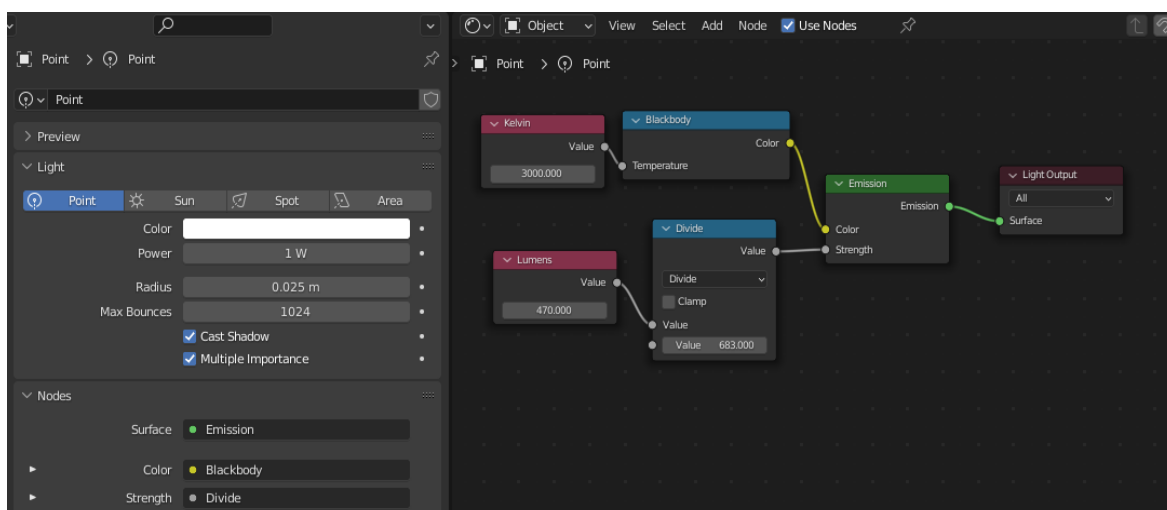 Object View Select Add Node Use Nodes
Point > Point
Point > Point
Point
Preview
Light
Point Sun Spot Area
Color
Power 1 W
Radius 0.025 m
Max Bounces 1024
Cast Shadow
Multiple Importance
Nodes
Surface Emission
Color Blackbody
Strength Divide
Kelvin
Value
3000.000
Blackbody
Color
Temperature
Lumens
Value
470.000
Divide
Value
Divide
Clamp
Value
Value 683.000
Emission
Emission
Color
Strength
Light Output
All
Surface